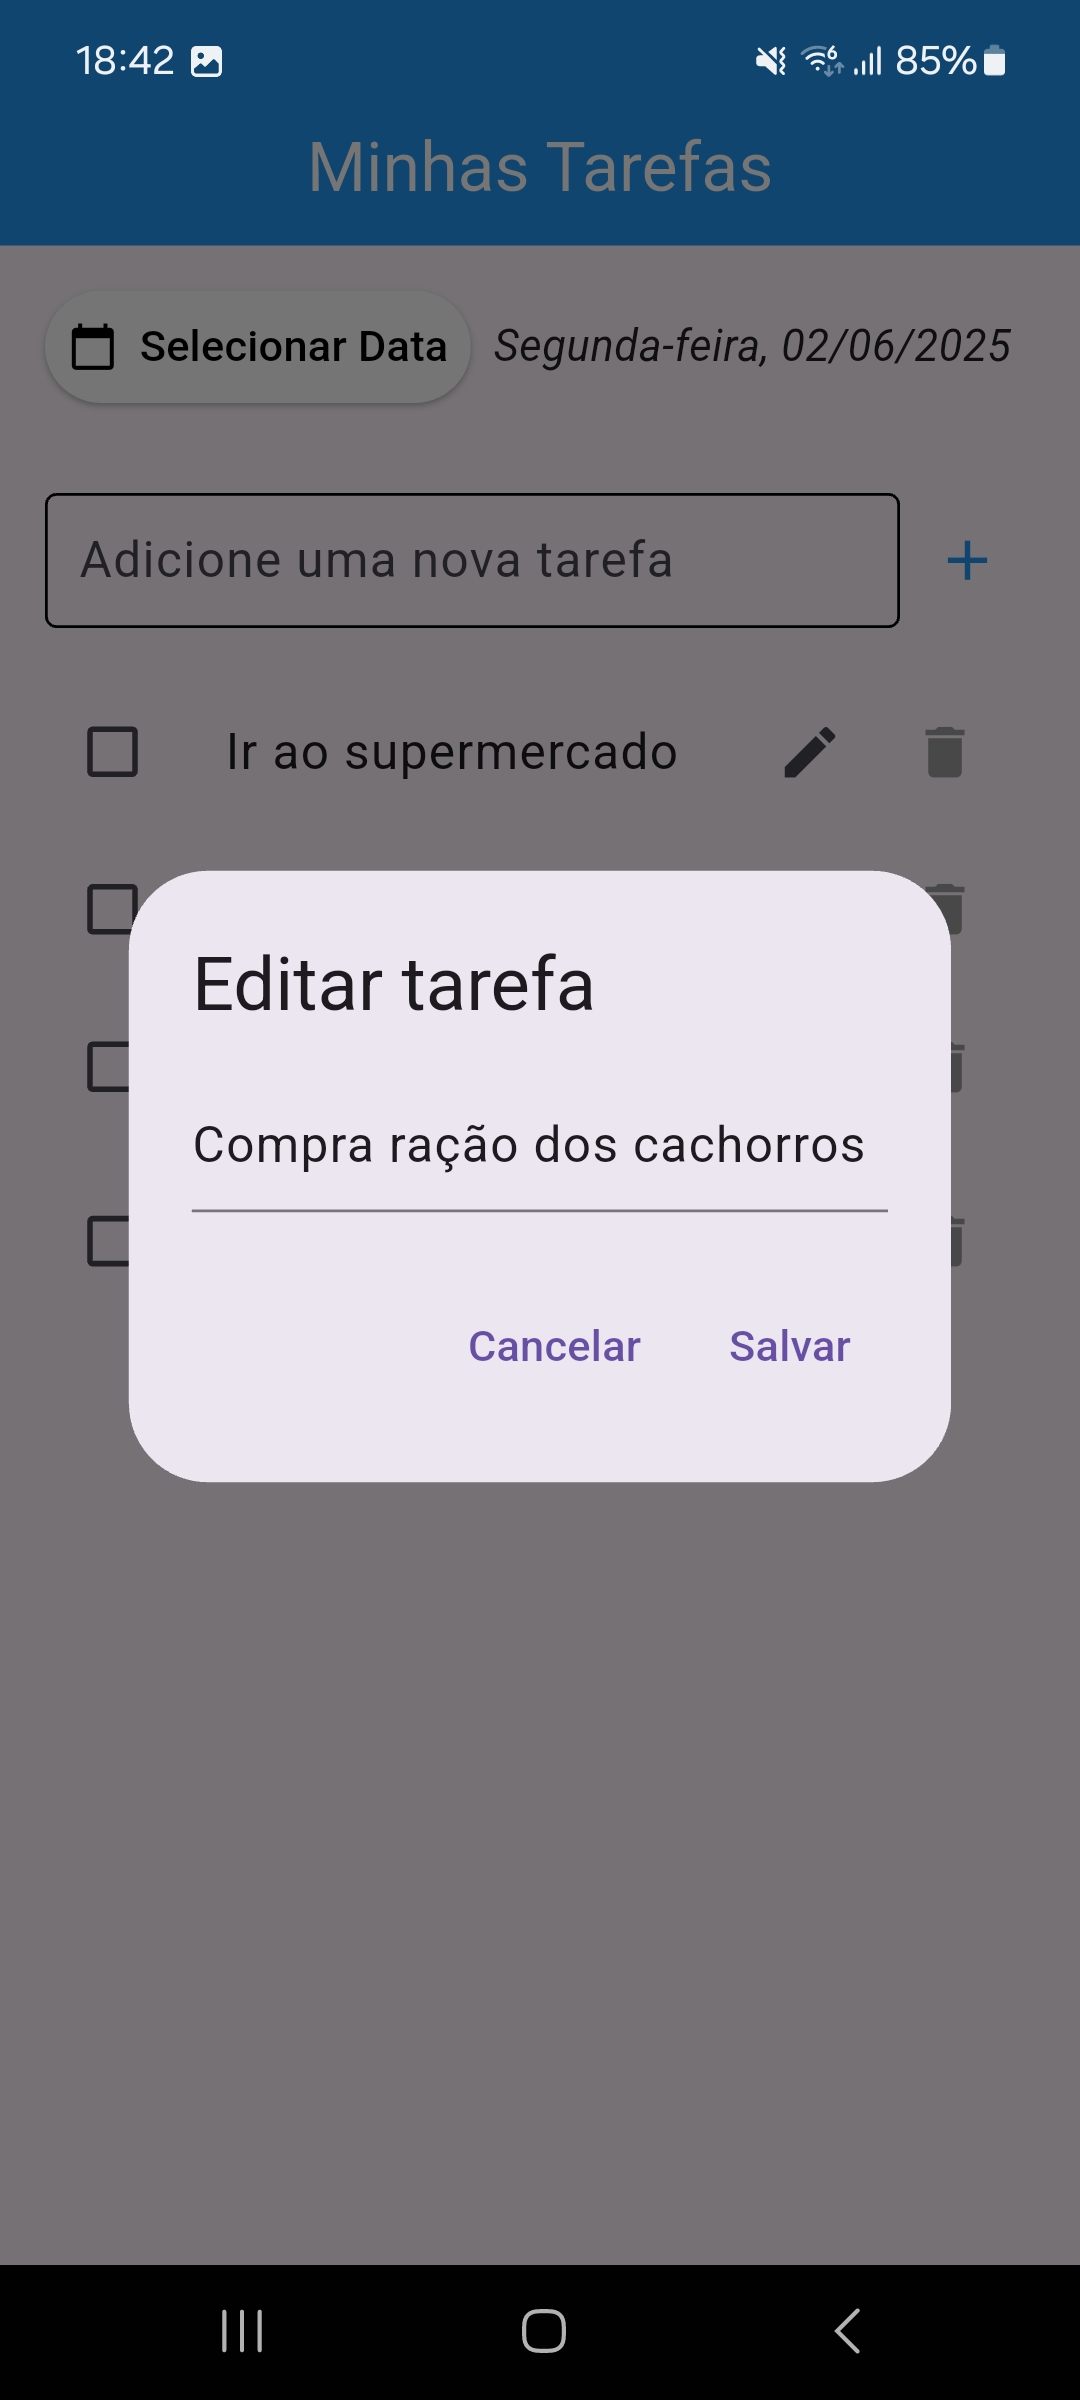 18:42 6 85%
Minhas Tarefas
Selecionar Data Segunda-feira, 02/06/2025
Adicione uma nova tarefa +
Ir ao supermercado
Editar tarefa
Compra ração dos cachorros
Cancelar Salvar